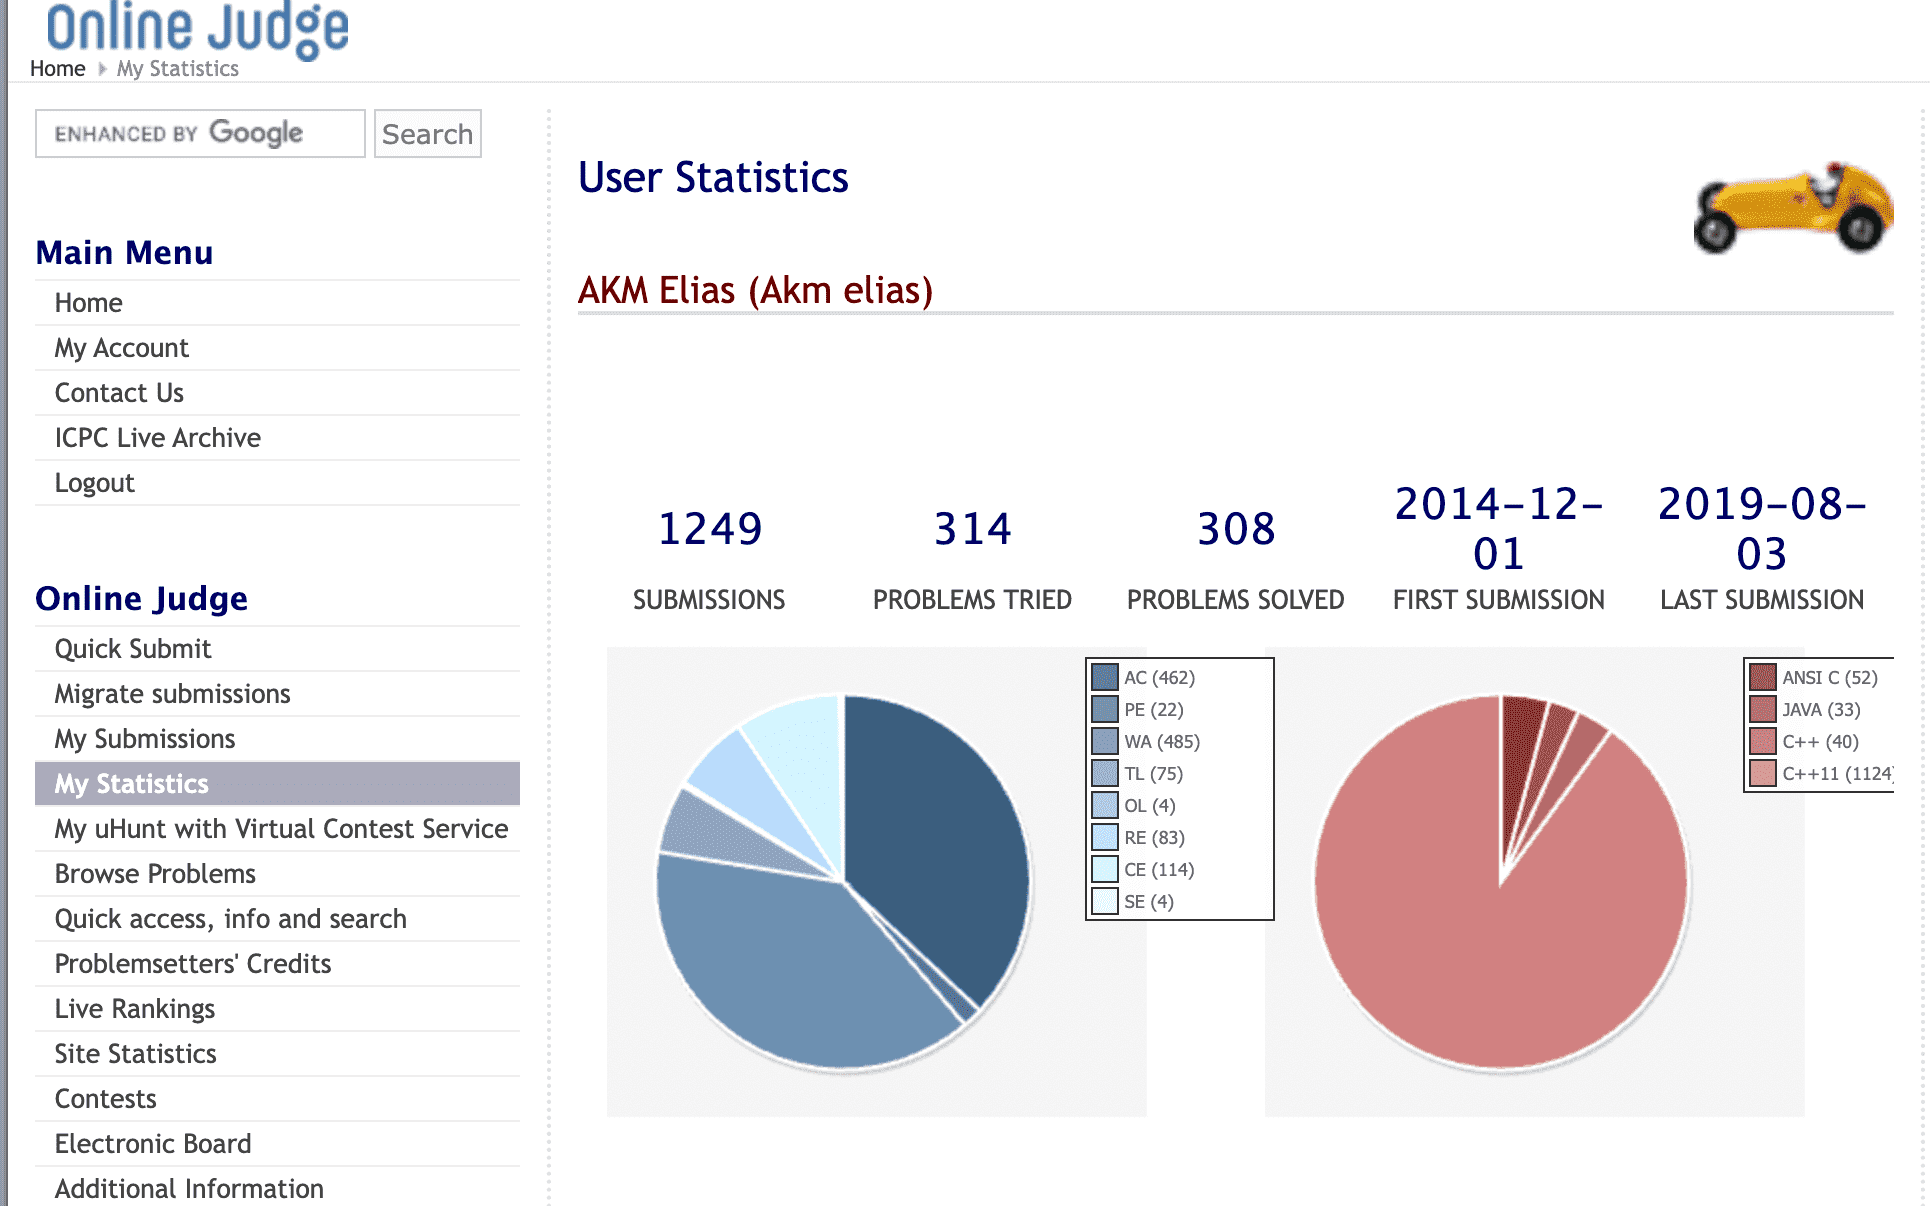 Online Judge
Home My Statistics
ENHANCED BY Google Search
Main Menu
Home
My Account
Contact Us
ICPC Live Archive
Logout
Online Judge
Quick Submit
Migrate submissions
My Submissions
My Statistics
My uHunt with Virtual Contest Service
Browse Problems
Quick access, info and search
Problemsetters' Credits
Live Rankings
Site Statistics
Contests
Electronic Board
Additional Information
User Statistics
AKM Elias (Akm elias)
1249
SUBMISSIONS
314
PROBLEMS TRIED
308
PROBLEMS SOLVED
2014-12-
01
FIRST SUBMISSION
2019-08-
03
LAST SUBMISSION
AC (462)
PE (22)
WA (485)
TL (75)
OL (4)
RE (83)
CE (114)
SE (4)
ANSI C (52)
JAVA (33)
C++ (40)
C++11 (1124)